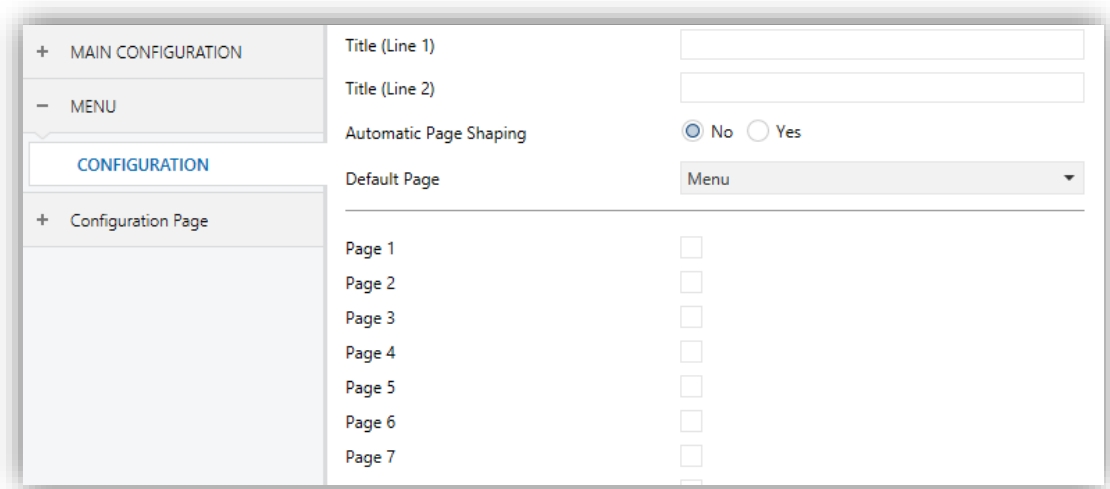 MAIN CONFIGURATION
MENU
CONFIGURATION
Configuration Page
Title (Line 1)
Title (Line 2)
Automatic Page Shaping No Yes
Default Page Menu
Page 1
Page 2
Page 3
Page 4
Page 5
Page 6
Page 7